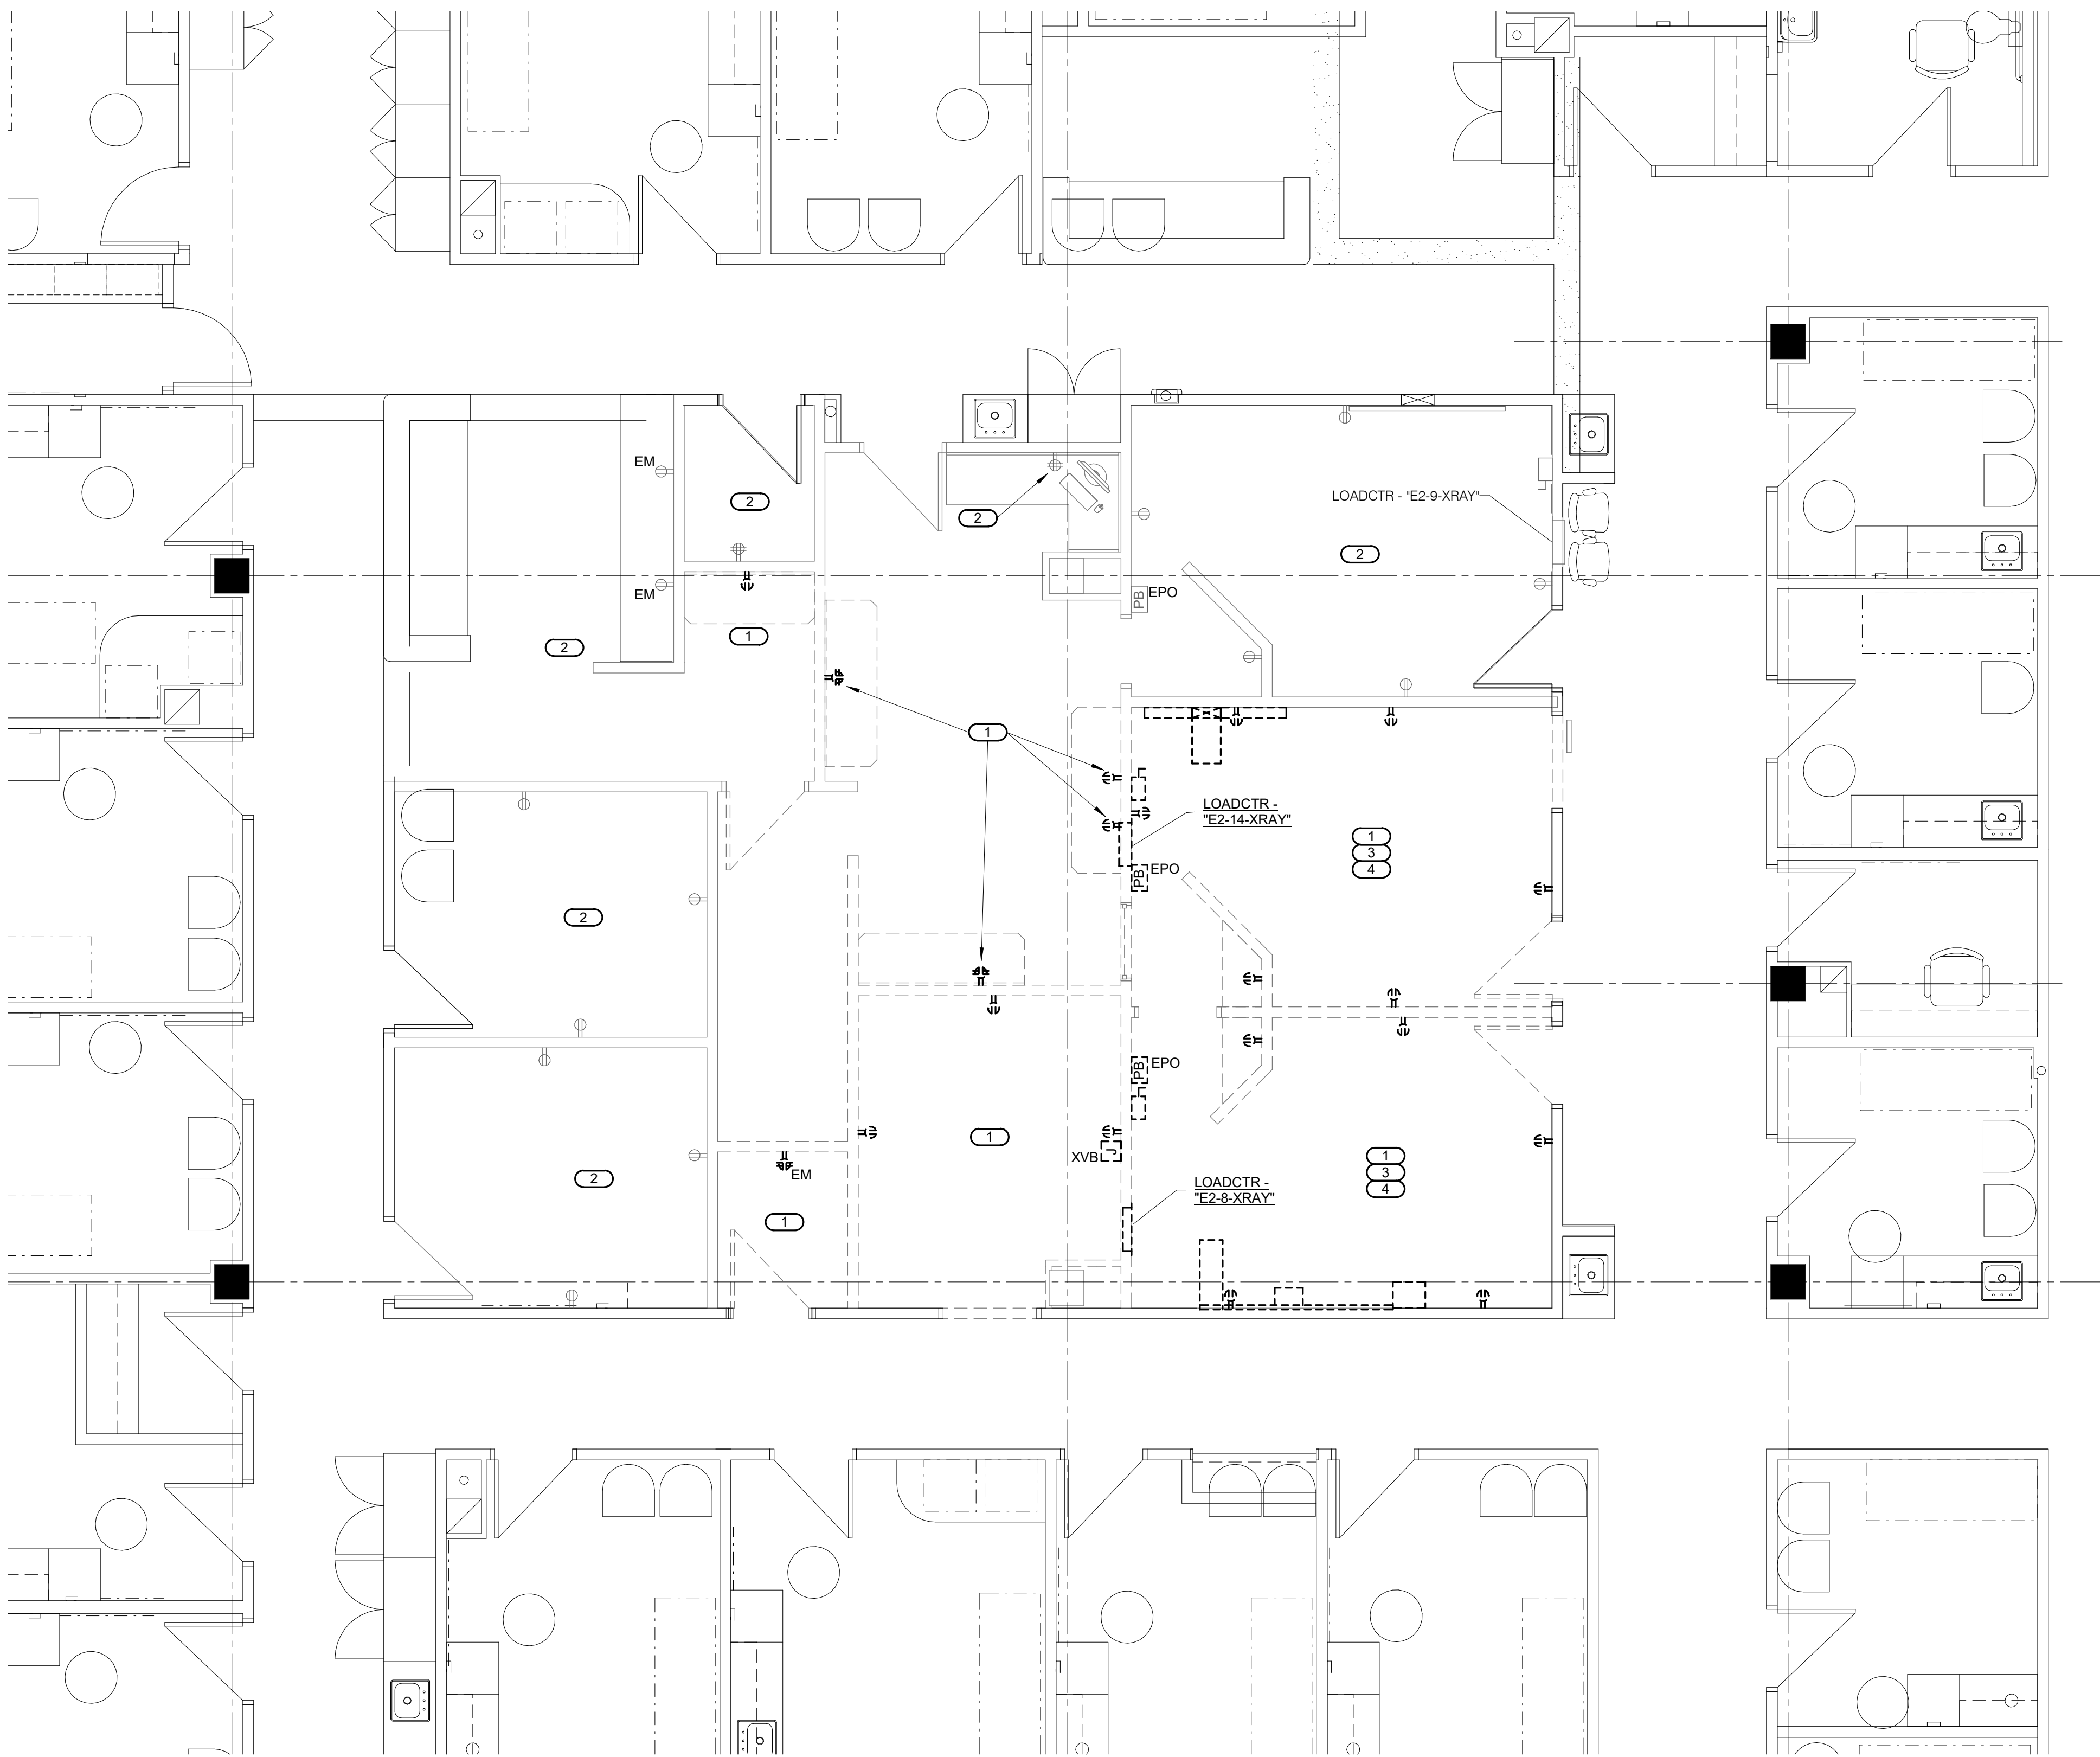 EM
2
2
LOADCTR - "E2-9-XRAY"
2
EM
PB
EPO
1
2
1
LOADCTR -
"E2-14-XRAY"
1
3
4
PB
EPO
2
PB
EPO
1
J
XVB
1
3
4
EM
2
LOADCTR -
"E2-8-XRAY"
1